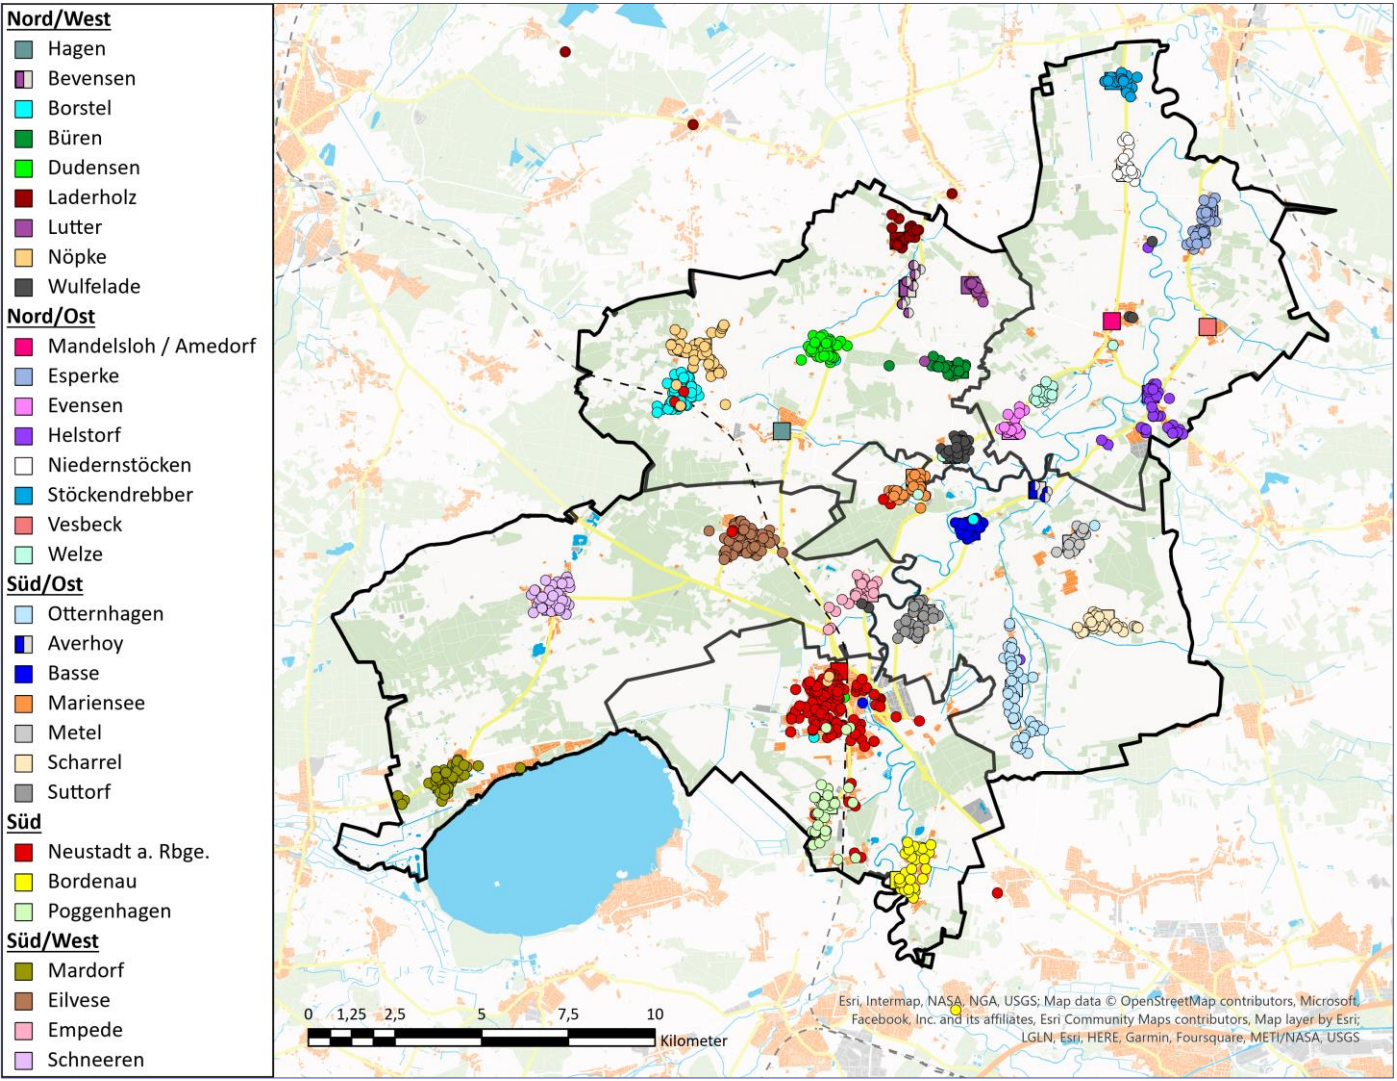 Nord/West
Hagen
Bevensen
Borstel
Büren
Dudensen
Laderholz
Lutter
Nöpke
Wulfelade
Nord/Ost
Mandelsloh / Amedorf
Esperke
Evensen
Helstorf
Niedernstöcken
Stöckendrebber
Vesbeck
Welze
Süd/Ost
Otternhagen
Averhoy
Basse
Mariensee
Metel
Scharrel
Suttorf
Süd
Neustadt a. Rbge.
Bordenau
Poggenhagen
Süd/West
Mardorf
Eilvese
Empede
Schneeren
0 1,25 2,5 5 7,5 10
Kilometer
Esri, Intermap, NASA, NGA, USGS; Map data © OpenStreetMap contributors, Microsoft,
Facebook, Inc. and its affiliates, Esri Community Maps contributors, Map layer by Esri;
LGLN, Esri, HERE, Garmin, Foursquare, METI/NASA, USGS